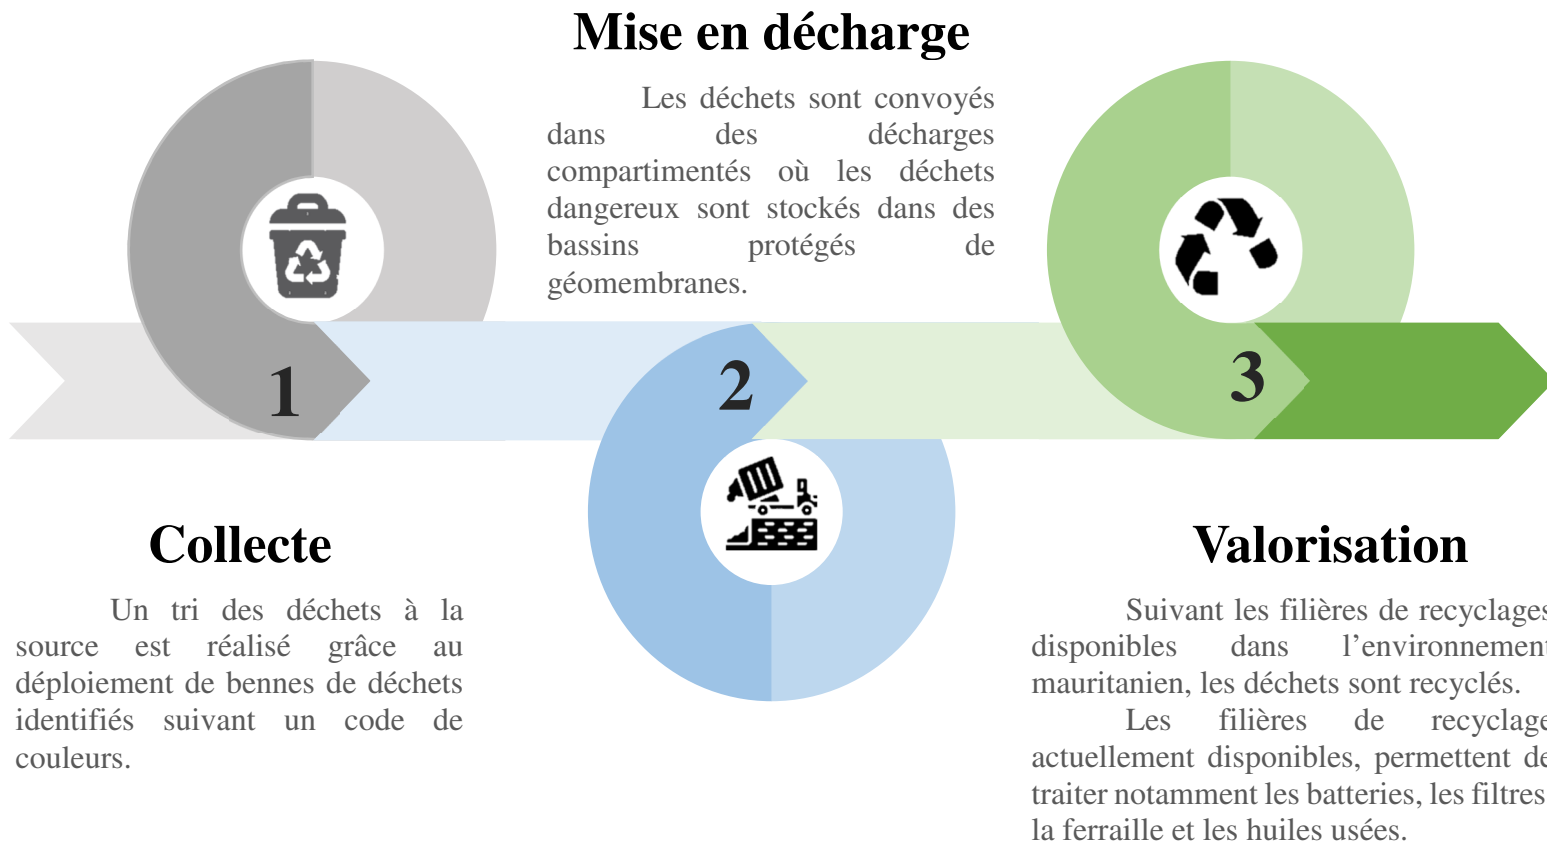 Mise en décharge
Les déchets sont convoyés
dans des décharges
compartimentés où les déchets
dangereux sont stockés dans des
bassins protégés de
géomembranes.
1
2
3
Collecte
Un tri des déchets à la
source est réalisé grâce au
déploiement de bennes de déchets
identifiés suivant un code de
couleurs.
Valorisation
Suivant les filières de recyclages
disponibles dans l’environnement
mauritanien, les déchets sont recyclés.
Les filières de recyclage
actuellement disponibles, permettent de
traiter notamment les batteries, les filtres
la ferraille et les huiles usées.